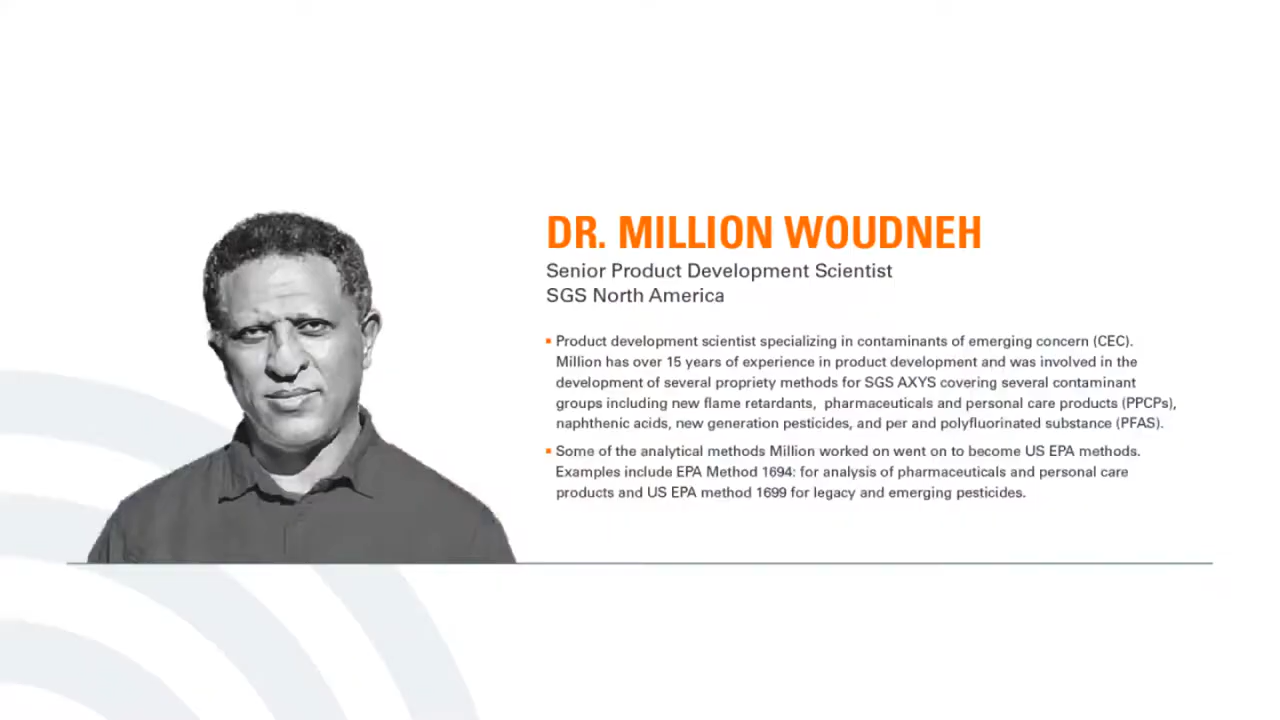 DR. MILLION WOUDNEH
Senior Product Development Scientist
SGS North America
▪ Product development scientist specializing in contaminants of emerging concern (CEC).
Million has over 15 years of experience in product development and was involved in the
development of several propriety methods for SGS AXYS covering several contaminant
groups including new flame retardants, pharmaceuticals and personal care products (PPCPs),
naphthenic acids, new generation pesticides, and per and polyfluorinated substance (PFAS).
▪ Some of the analytical methods Million worked on went on to become US EPA methods.
Examples include EPA Method 1694: for analysis of pharmaceuticals and personal care
products and US EPA method 1699 for legacy and emerging pesticides.